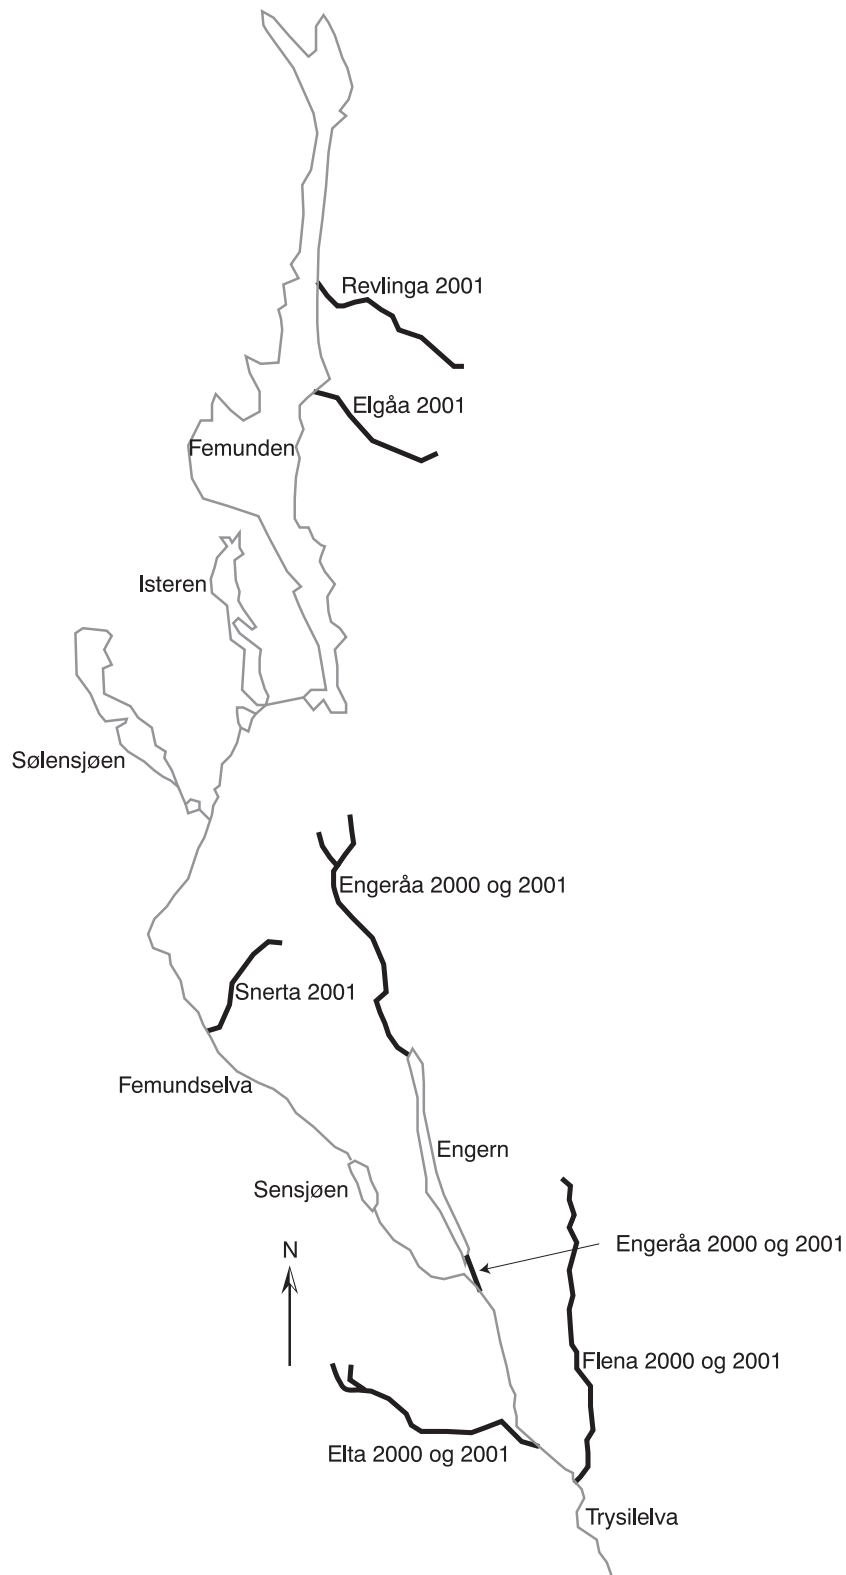 Revlinga 2001
Elgåa 2001
Femunden
Isteren
Sølensjøen
Engeråa 2000 og 2001
Snerta 2001
Femundselva
Engern
Sensjøen
N
Engeråa 2000 og 2001
Flena 2000 og 2001
Elta 2000 og 2001
Trysilelva